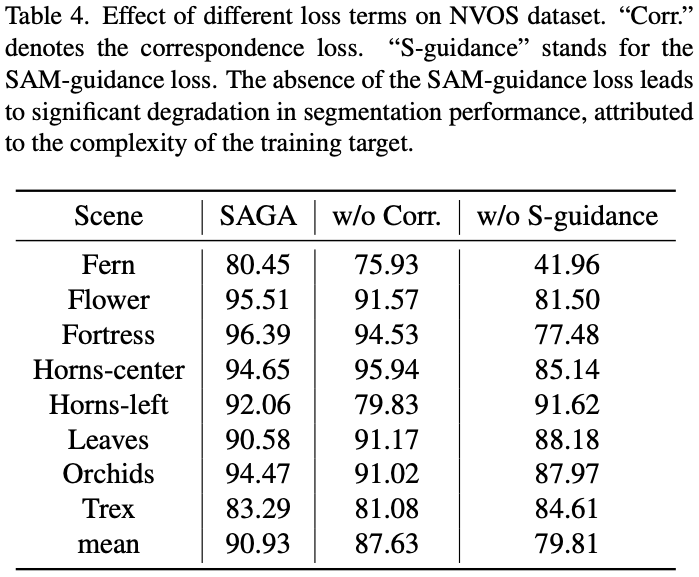 Table 4. Effect of different loss terms on NVOS dataset. “Corr.”
denotes the correspondence loss. “S-guidance” stands for the
SAM-guidance loss. The absence of the SAM-guidance loss leads
to significant degradation in segmentation performance, attributed
to the complexity of the training target.
Scene SAGA w/o Corr. w/o S-guidance
Fern 80.45 75.93 41.96
Flower 95.51 91.57 81.50
Fortress 96.39 94.53 77.48
Horns-center 94.65 95.94 85.14
Horns-left 92.06 79.83 91.62
Leaves 90.58 91.17 88.18
Orchids 94.47 91.02 87.97
Trex 83.29 81.08 84.61
mean 90.93 87.63 79.81